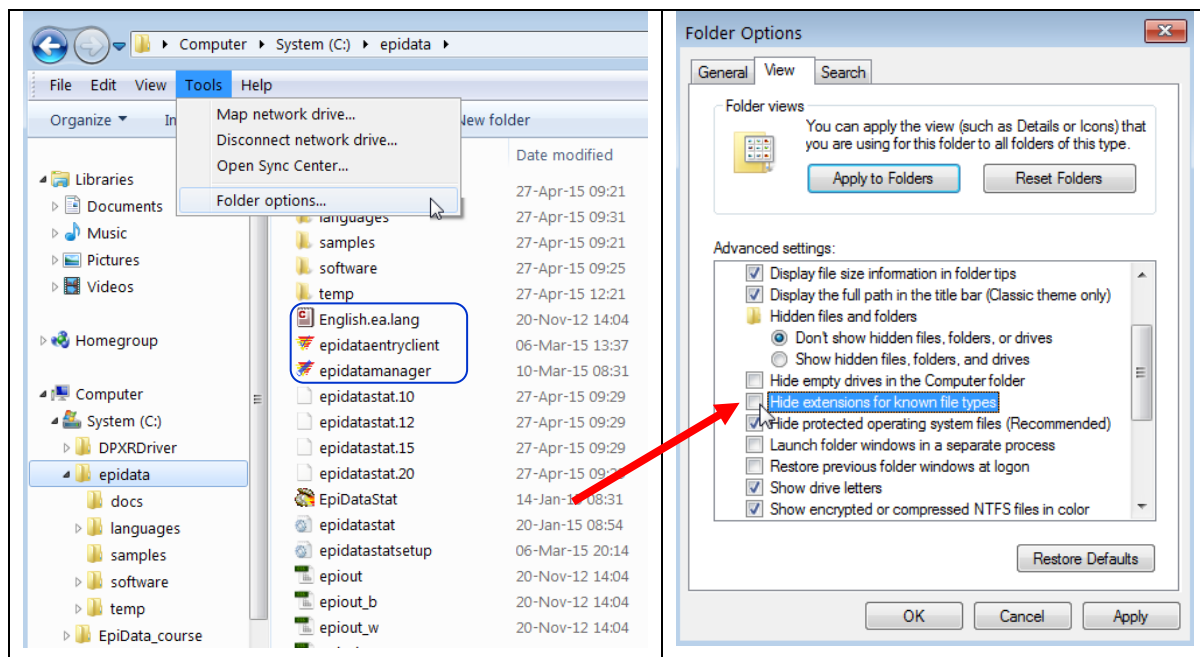 Computer ▸ System (C:) ▸ epidata ▸
File Edit View Tools Help
Organize In New folder
Map network drive...
Disconnect network drive...
Open Sync Center...
Folder options...
Libraries
Documents
Music
Pictures
Videos
Homegroup
Computer
System (C:)
DPXRDriver
epidata
docs
languages
samples
software
temp
EpiData_course
Date modified
27-Apr-15 09:21
languages 27-Apr-15 09:31
samples 27-Apr-15 09:21
software 27-Apr-15 09:25
temp 27-Apr-15 12:21
English.ea.lang 20-Nov-12 14:04
epidataentryclient 06-Mar-15 13:37
epidatamanager 10-Mar-15 08:31
epidatastat.10 27-Apr-15 09:29
epidatastat.12 27-Apr-15 09:29
epidatastat.15 27-Apr-15 09:29
epidatastat.20 27-Apr-15
EpiDataStat 08:31
epidatastat 20-Jan-15 08:54
epidatastatsetup 06-Mar-15 20:14
epiout 20-Nov-12 14:04
epiout_b 20-Nov-12 14:04
epiout_w 20-Nov-12 14:04
Folder Options
General View Search
Folder views
You can apply the view (such as Details or Icons) that
you are using for this folder to all folders of this type.
Apply to Folders Reset Folders
Advanced settings:
Display file size information in folder tips
Display the full path in the title bar (Classic theme only)
Hidden files and folders
Don't show hidden files, folders, or drives
Show hidden files, folders, and drives
Hide empty drives in the Computer folder
Hide extensions for known file types
Hide protected operating system files (Recommended)
Launch folder windows in a separate process
Restore previous folder windows at logon
Show drive letters
Show encrypted or compressed NTFS files in color
Restore Defaults
OK Cancel Apply